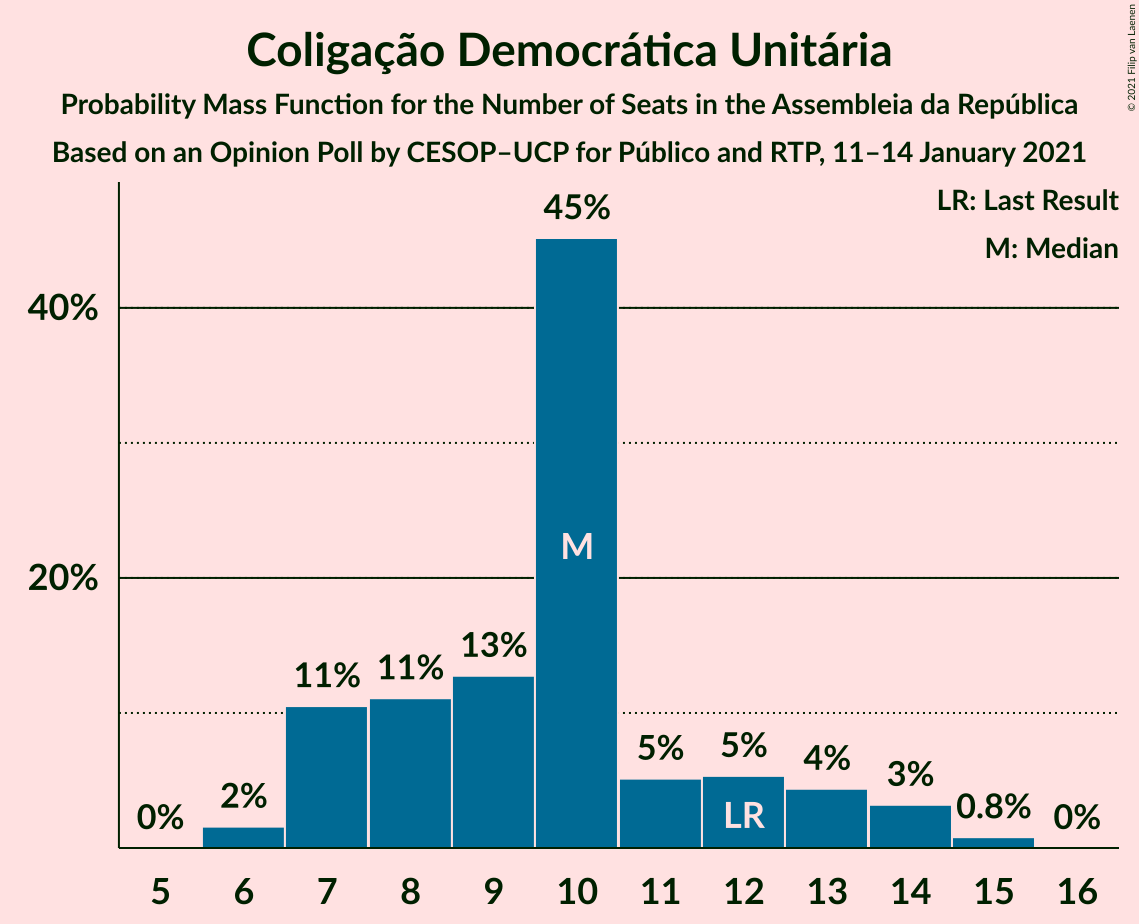 Coligação Democrática Unitária
Probability Mass Function for the Number of Seats in the Assembleia da República
Based on an Opinion Poll by CESOP–UCP for Público and RTP, 11–14 January 2021
© 2021 Filip van Laenen
LR: Last Result
M: Median
45%
40%
M
20%
13%
11% 11%
5% 5% 4% 3%
0% 2% LR 0.8% 0%
5 6 7 8 9 10 11 12 13 14 15 16